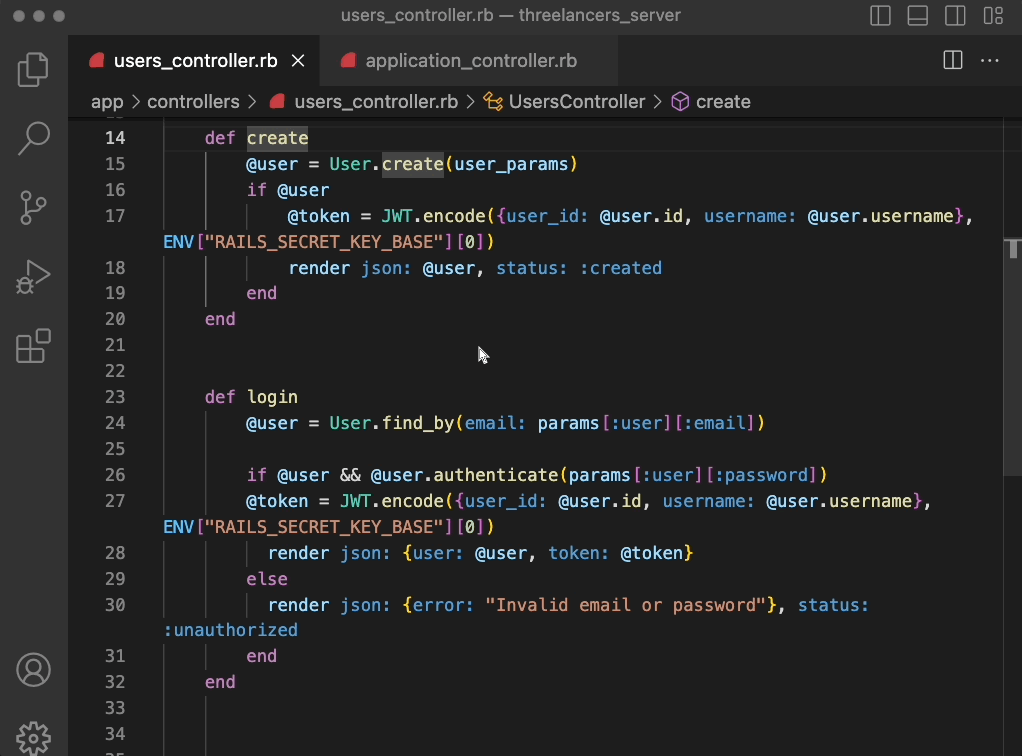 users_controller.rb — threelancers_server
users_controller.rb application_controller.rb
app > controllers > users_controller.rb > UsersController > create
14 def create
15 @user = User.create(user_params)
16 if @user
17 @token = JWT.encode({user_id: @user.id, username: @user.username},
ENV["RAILS_SECRET_KEY_BASE"][0])
18 render json: @user, status: :created
19 end
20 end
21
22
23 def login
24 @user = User.find_by(email: params[:user][:email])
25
26 if @user && @user.authenticate(params[:user][:password])
27 @token = JWT.encode({user_id: @user.id, username: @user.username},
ENV["RAILS_SECRET_KEY_BASE"][0])
28 render json: {user: @user, token: @token}
29 else
30 render json: {error: "Invalid email or password"}, status:
:unauthorized
31 end
32 end
33
34